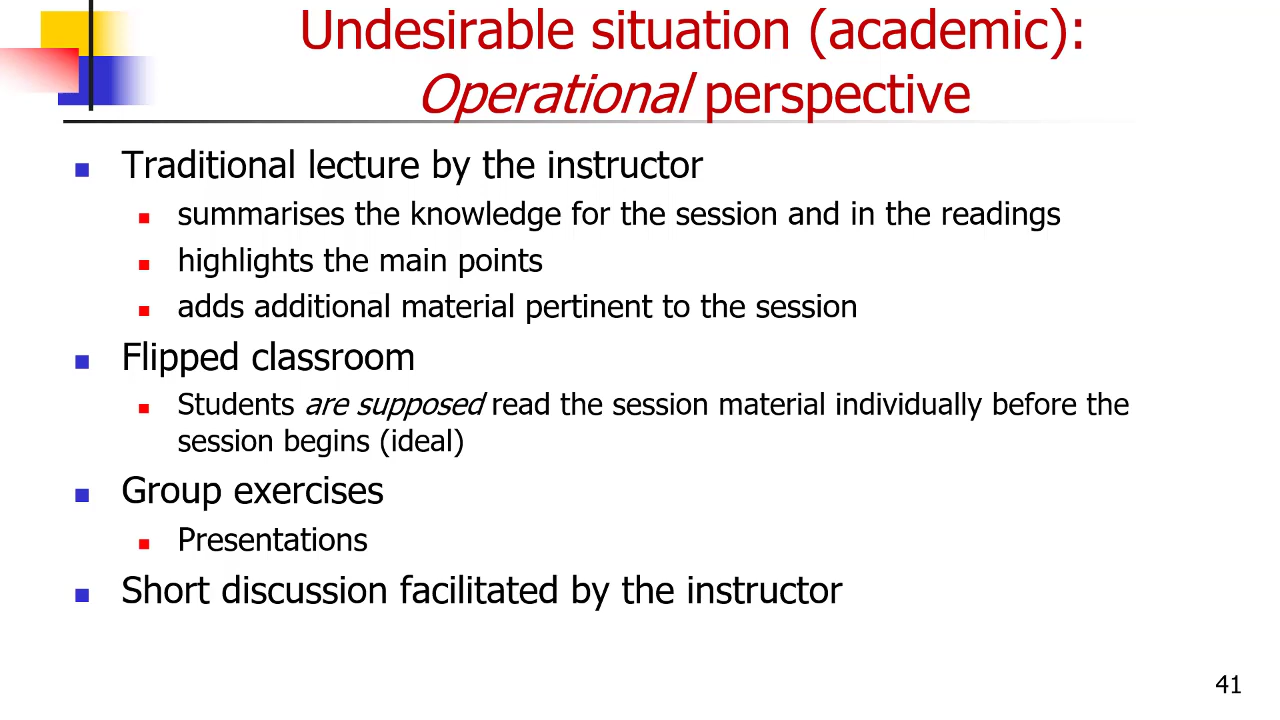 Undesirable situation (academic):
Operational perspective
Traditional lecture by the instructor
summarises the knowledge for the session and in the readings
highlights the main points
adds additional material pertinent to the session
Flipped classroom
Students are supposed read the session material individually before the
session begins (ideal)
Group exercises
Presentations
Short discussion facilitated by the instructor
41